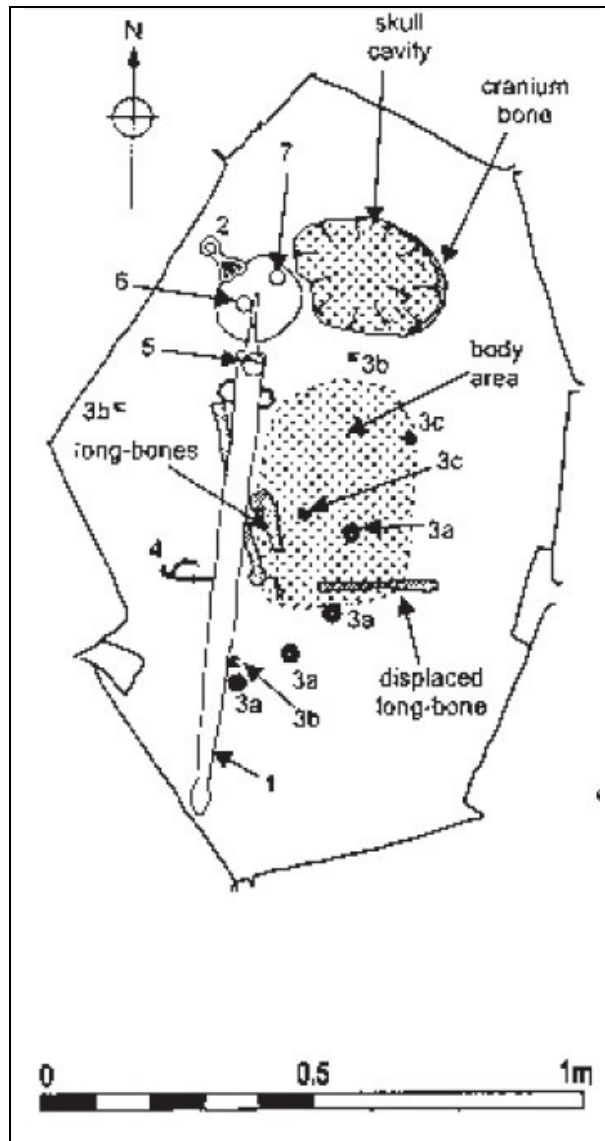 N
skull
cavity
cranium
bone
7
2
6
5
3b
body
area
3b
3c
long-bones
3c
3a
4
3a
3a
displaced
long-bone
3a
3b
1
0 0.5 1m